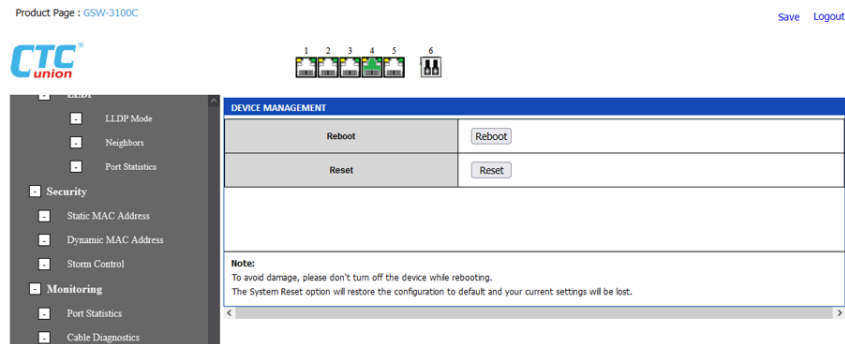 Product Page : GSW-3100C
Save Logout
CTC®
union
1 2 3 4 5 6
LLDP
LLDP Mode
Neighbors
Port Statistics
Security
Static MAC Address
Dynamic MAC Address
Storm Control
Monitoring
Port Statistics
Cable Diagnostics
DEVICE MANAGEMENT
Reboot Reboot
Reset Reset
Note:
To avoid damage, please don't turn off the device while rebooting.
The System Reset option will restore the configuration to default and your current settings will be lost.